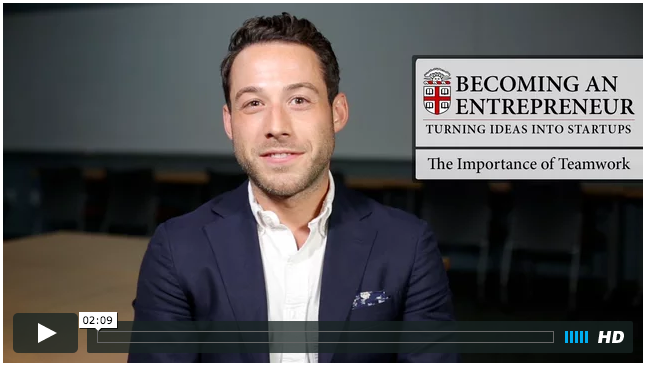 BECOMING AN
ENTREPRENEUR
TURNING IDEAS INTO STARTUPS
The Importance of Teamwork
02:09
HD